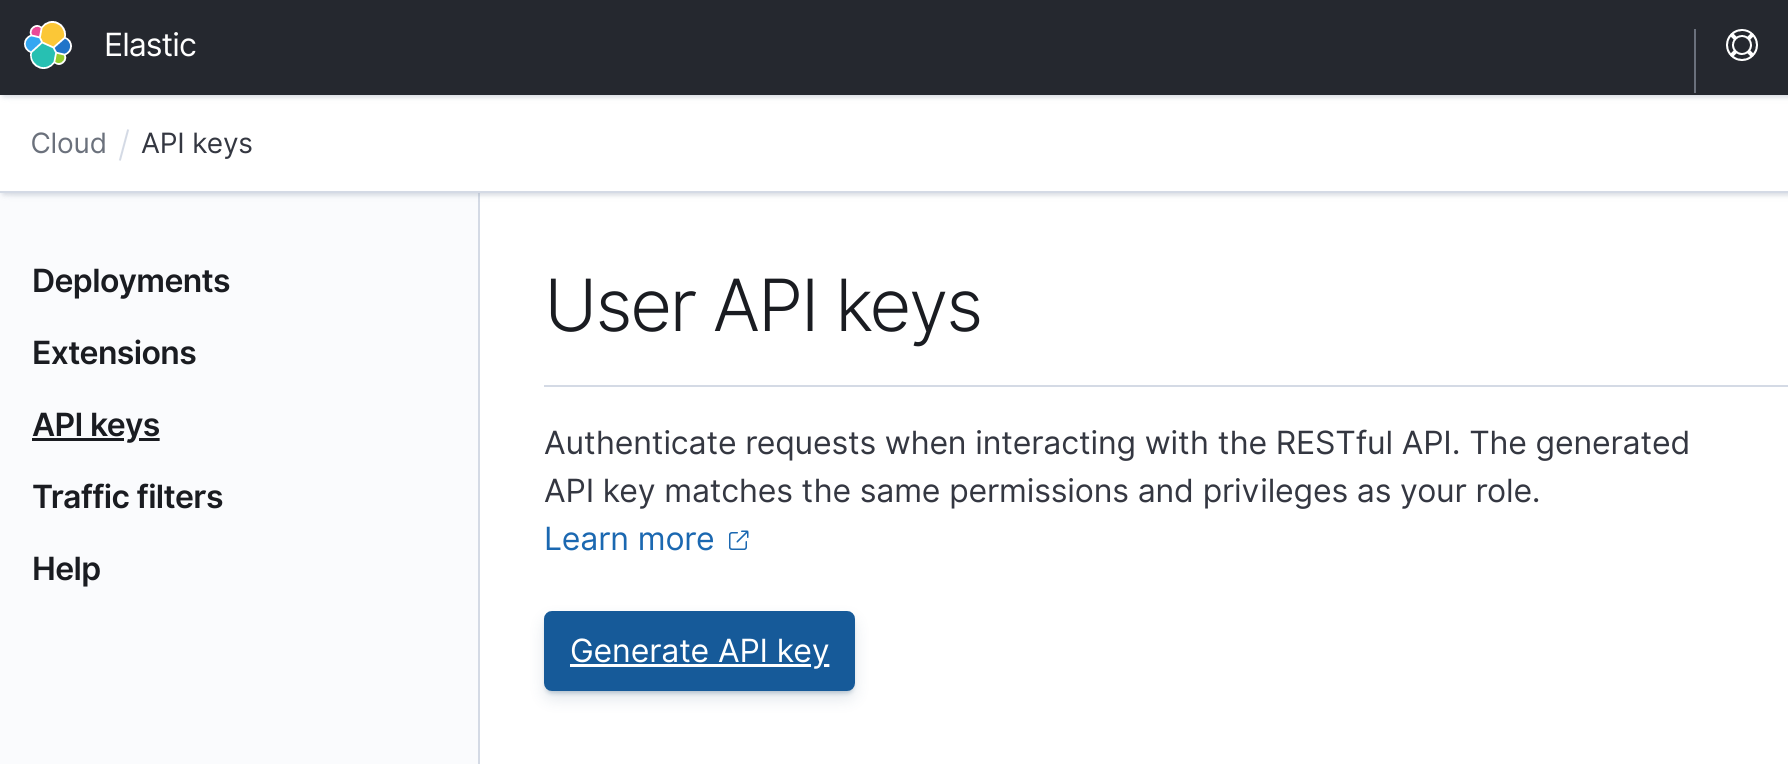 Elastic
Cloud / API keys
Deployments
Extensions
API keys
Traffic filters
Help
User API keys
Authenticate requests when interacting with the RESTful API. The generated
API key matches the same permissions and privileges as your role.
Learn more
Generate API key